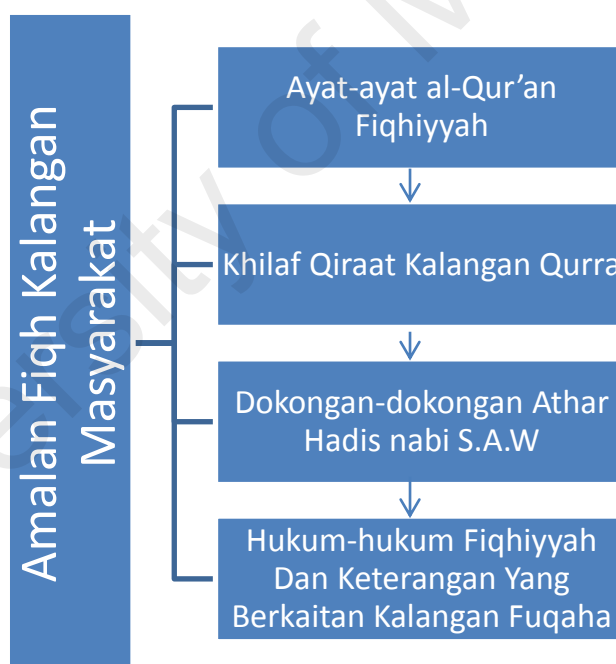 Amalan Fiqh Kalangan
Masyarakat
Ayat-ayat al-Qur’an
Fiqhiyyah
Khilaf Qiraat Kalangan Qurra
Dokongan-dokongan Athar
Hadis nabi S.A.W
Hukum-hukum Fiqhiyyah
Dan Keterangan Yang
Berkaitan Kalangan Fuqaha